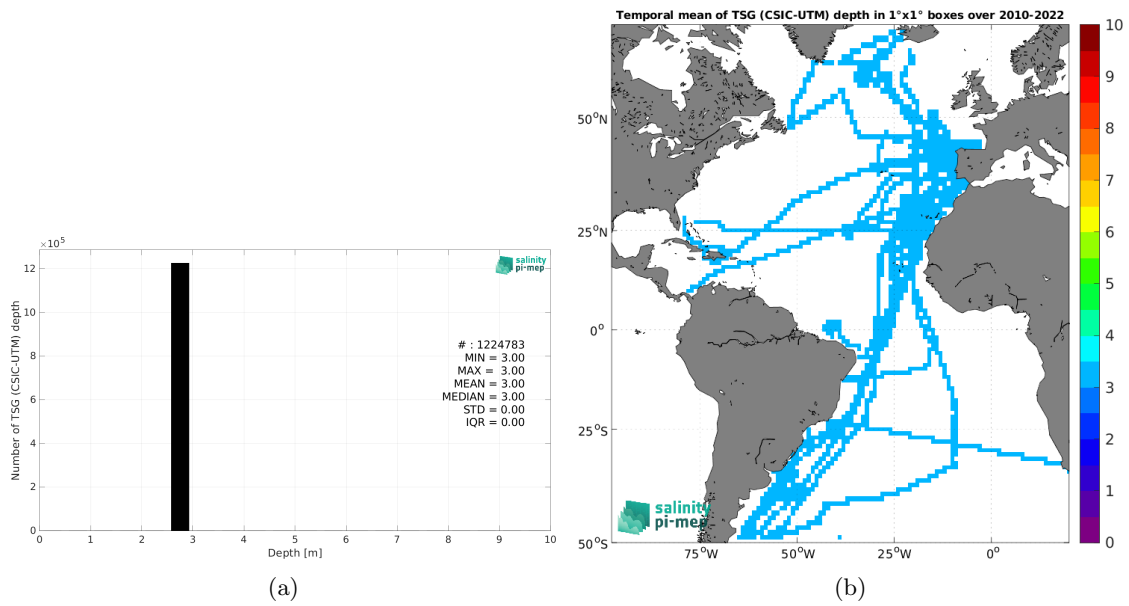 ×10⁵
12
10
8
6
4
2
0
Number of TSG (CSIC-UTM) depth
0 1 2 3 4 5 6 7 8 9 10
Depth [m]
salinity
pi-mep
# : 1224783
MIN = 3.00
MAX = 3.00
MEAN = 3.00
MEDIAN = 3.00
STD = 0.00
IQR = 0.00
(a)
Temporal mean of TSG (CSIC-UTM) depth in 1°x1° boxes over 2010-2022
50°N
25°N
0°
25°S
50°S
75°W 50°W 25°W 0°
salinity
pi-mep
10
9
8
7
6
5
4
3
2
1
0
(b)